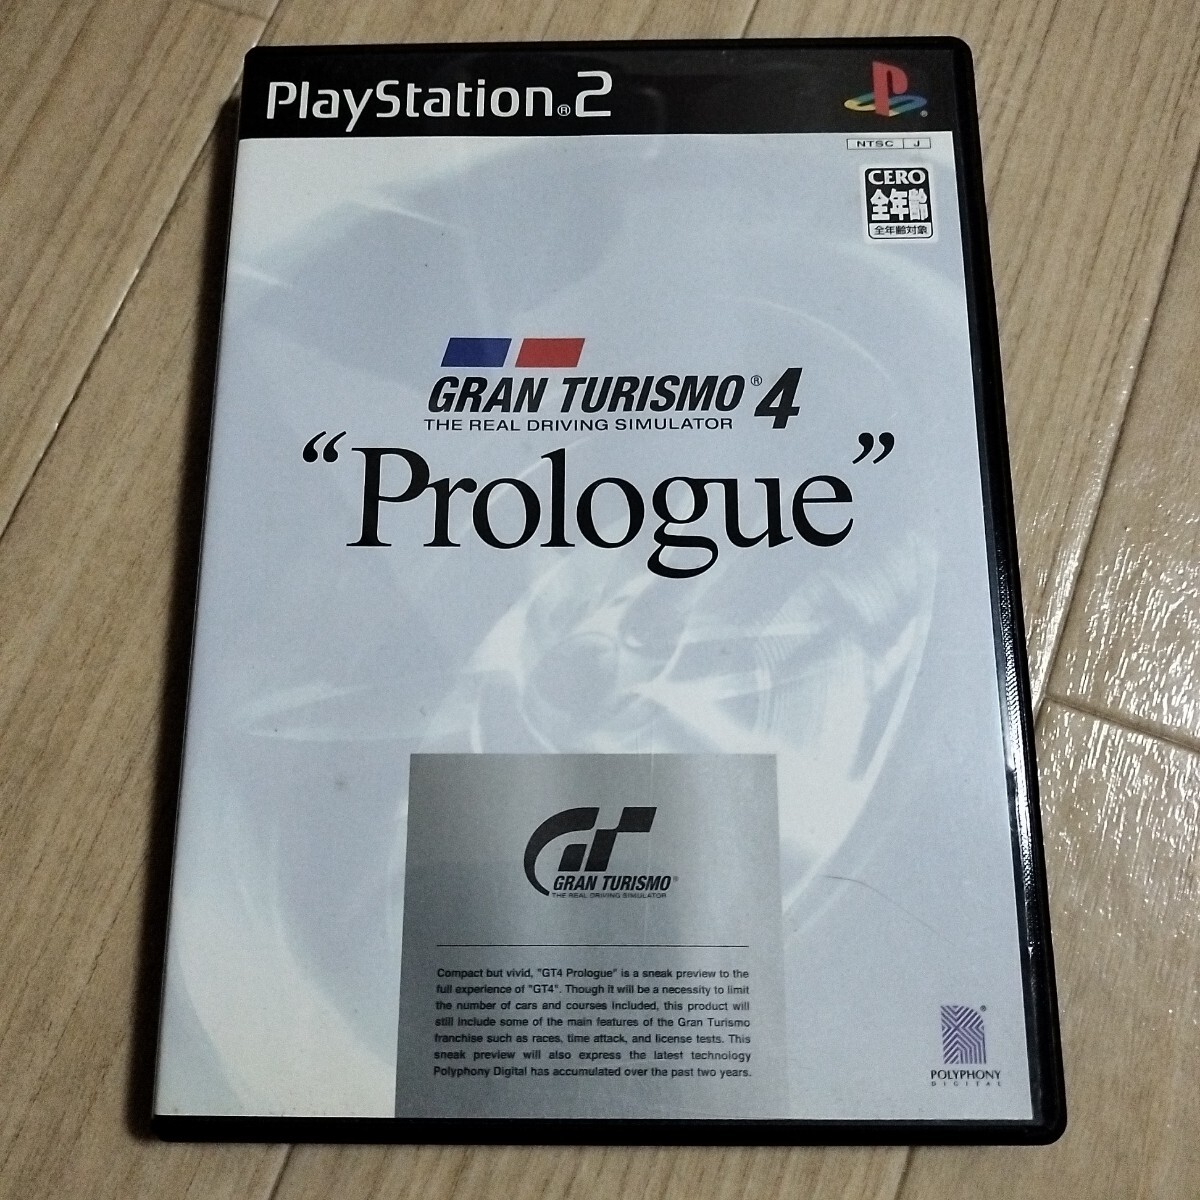 PlayStation®2
NTSC J
CERO
全年齢
全年齢対象
GRAN TURISMO® 4
THE REAL DRIVING SIMULATOR
“Prologue”
GRAN TURISMO®
THE REAL DRIVING SIMULATOR
Compact but vivid, "GT4 Prologue" is a sneak preview to the
full experience of "GT4". Though it will be a necessity to limit
the number of cars and courses included, this product will
still include some of the main features of the Gran Turismo
franchise such as races, time attack, and license tests. This
sneak preview will also express the latest technology
Polyphony Digital has accumulated over the past two years.
®
POLYPHONY
DIGITAL